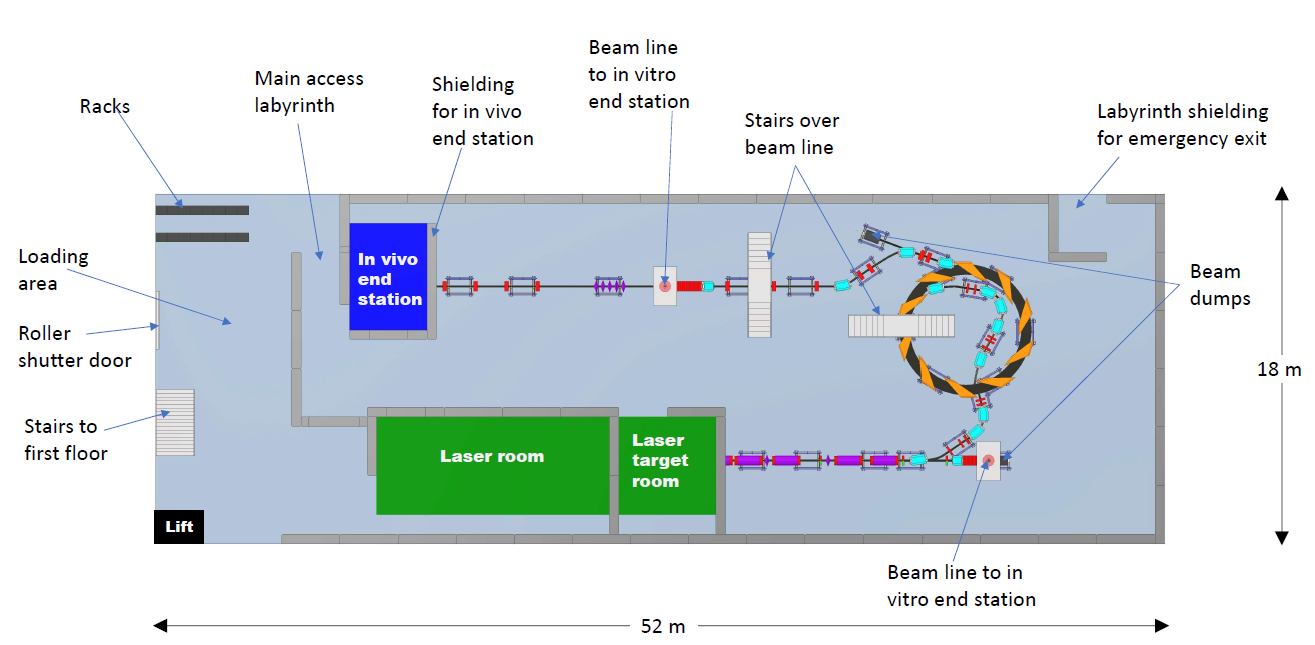 Beam line
to in vitro
end station
Main access
labyrinth
Shielding
for in vivo
end station
Racks
Stairs over
beam line
Labyrinth shielding
for emergency exit
Loading
area
In vivo
end
station
Beam
dumps
Roller
shutter door
18 m
Stairs to
first floor
Laser room
Laser
target
room
Lift
Beam line to in
vitro end station
52 m